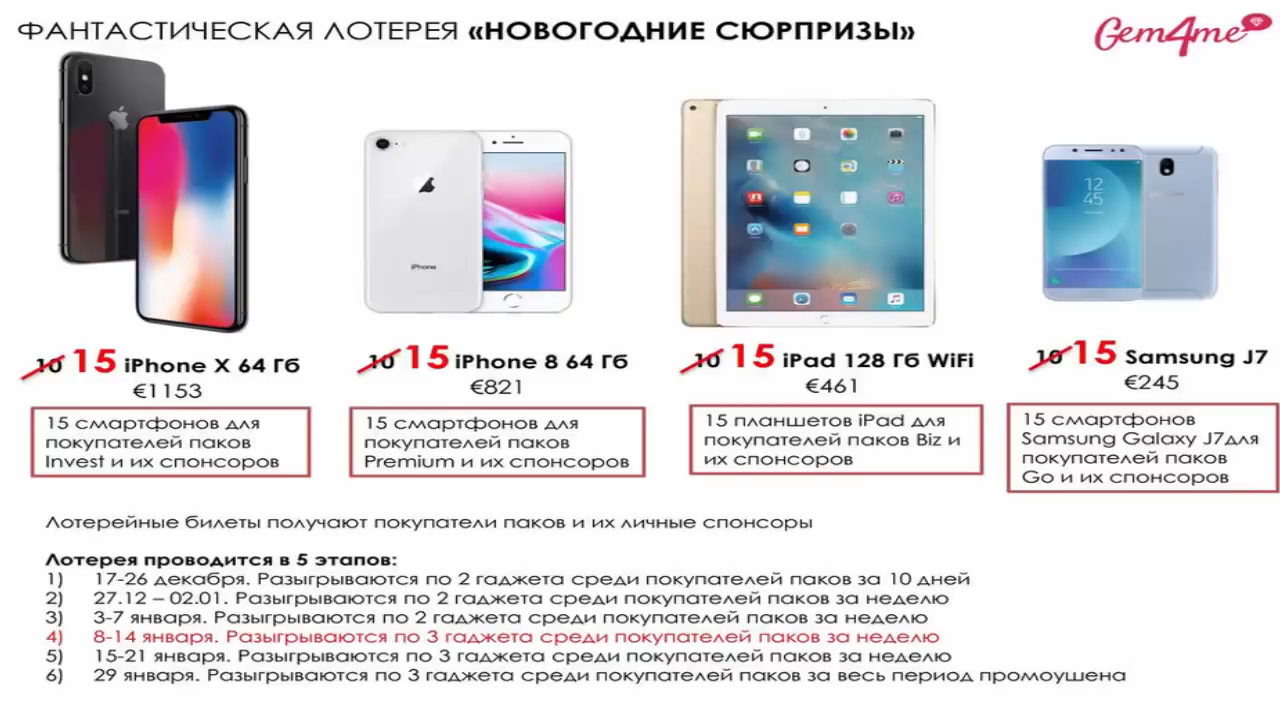 ФАНТАСТИЧЕСКАЯ ЛОТЕРЕЯ «НОВОГОДНИЕ СЮРПРИЗЫ»
Gem4me
iPhone
12
45
10 15 iPhone X 64 Гб
€1153
10 15 iPhone 8 64 Гб
€821
10 15 iPad 128 Гб WiFi
€461
10 15 Samsung J7
€245
15 смартфонов для
покупателей паков
Invest и их спонсоров
15 смартфонов для
покупателей паков
Premium и их спонсоров
15 планшетов iPad для
покупателей паков Biz и
их спонсоров
15 смартфонов
Samsung Galaxy J7для
покупателей паков
Go и их спонсоров
Лотерейные билеты получают покупатели паков и их личные спонсоры
Лотерея проводится в 5 этапов:
1) 17-26 декабря. Разыгрываются по 2 гаджета среди покупателей паков за 10 дней
2) 27.12 – 02.01. Разыгрываются по 2 гаджета среди покупателей паков за неделю
3) 3-7 января. Разыгрываются по 2 гаджета среди покупателей паков за неделю
4) 8-14 января. Разыгрываются по 3 гаджета среди покупателей паков за неделю
5) 15-21 января. Разыгрываются по 3 гаджета среди покупателей паков за неделю
6) 29 января. Разыгрываются по 3 гаджета среди покупателей паков за весь период промоушена